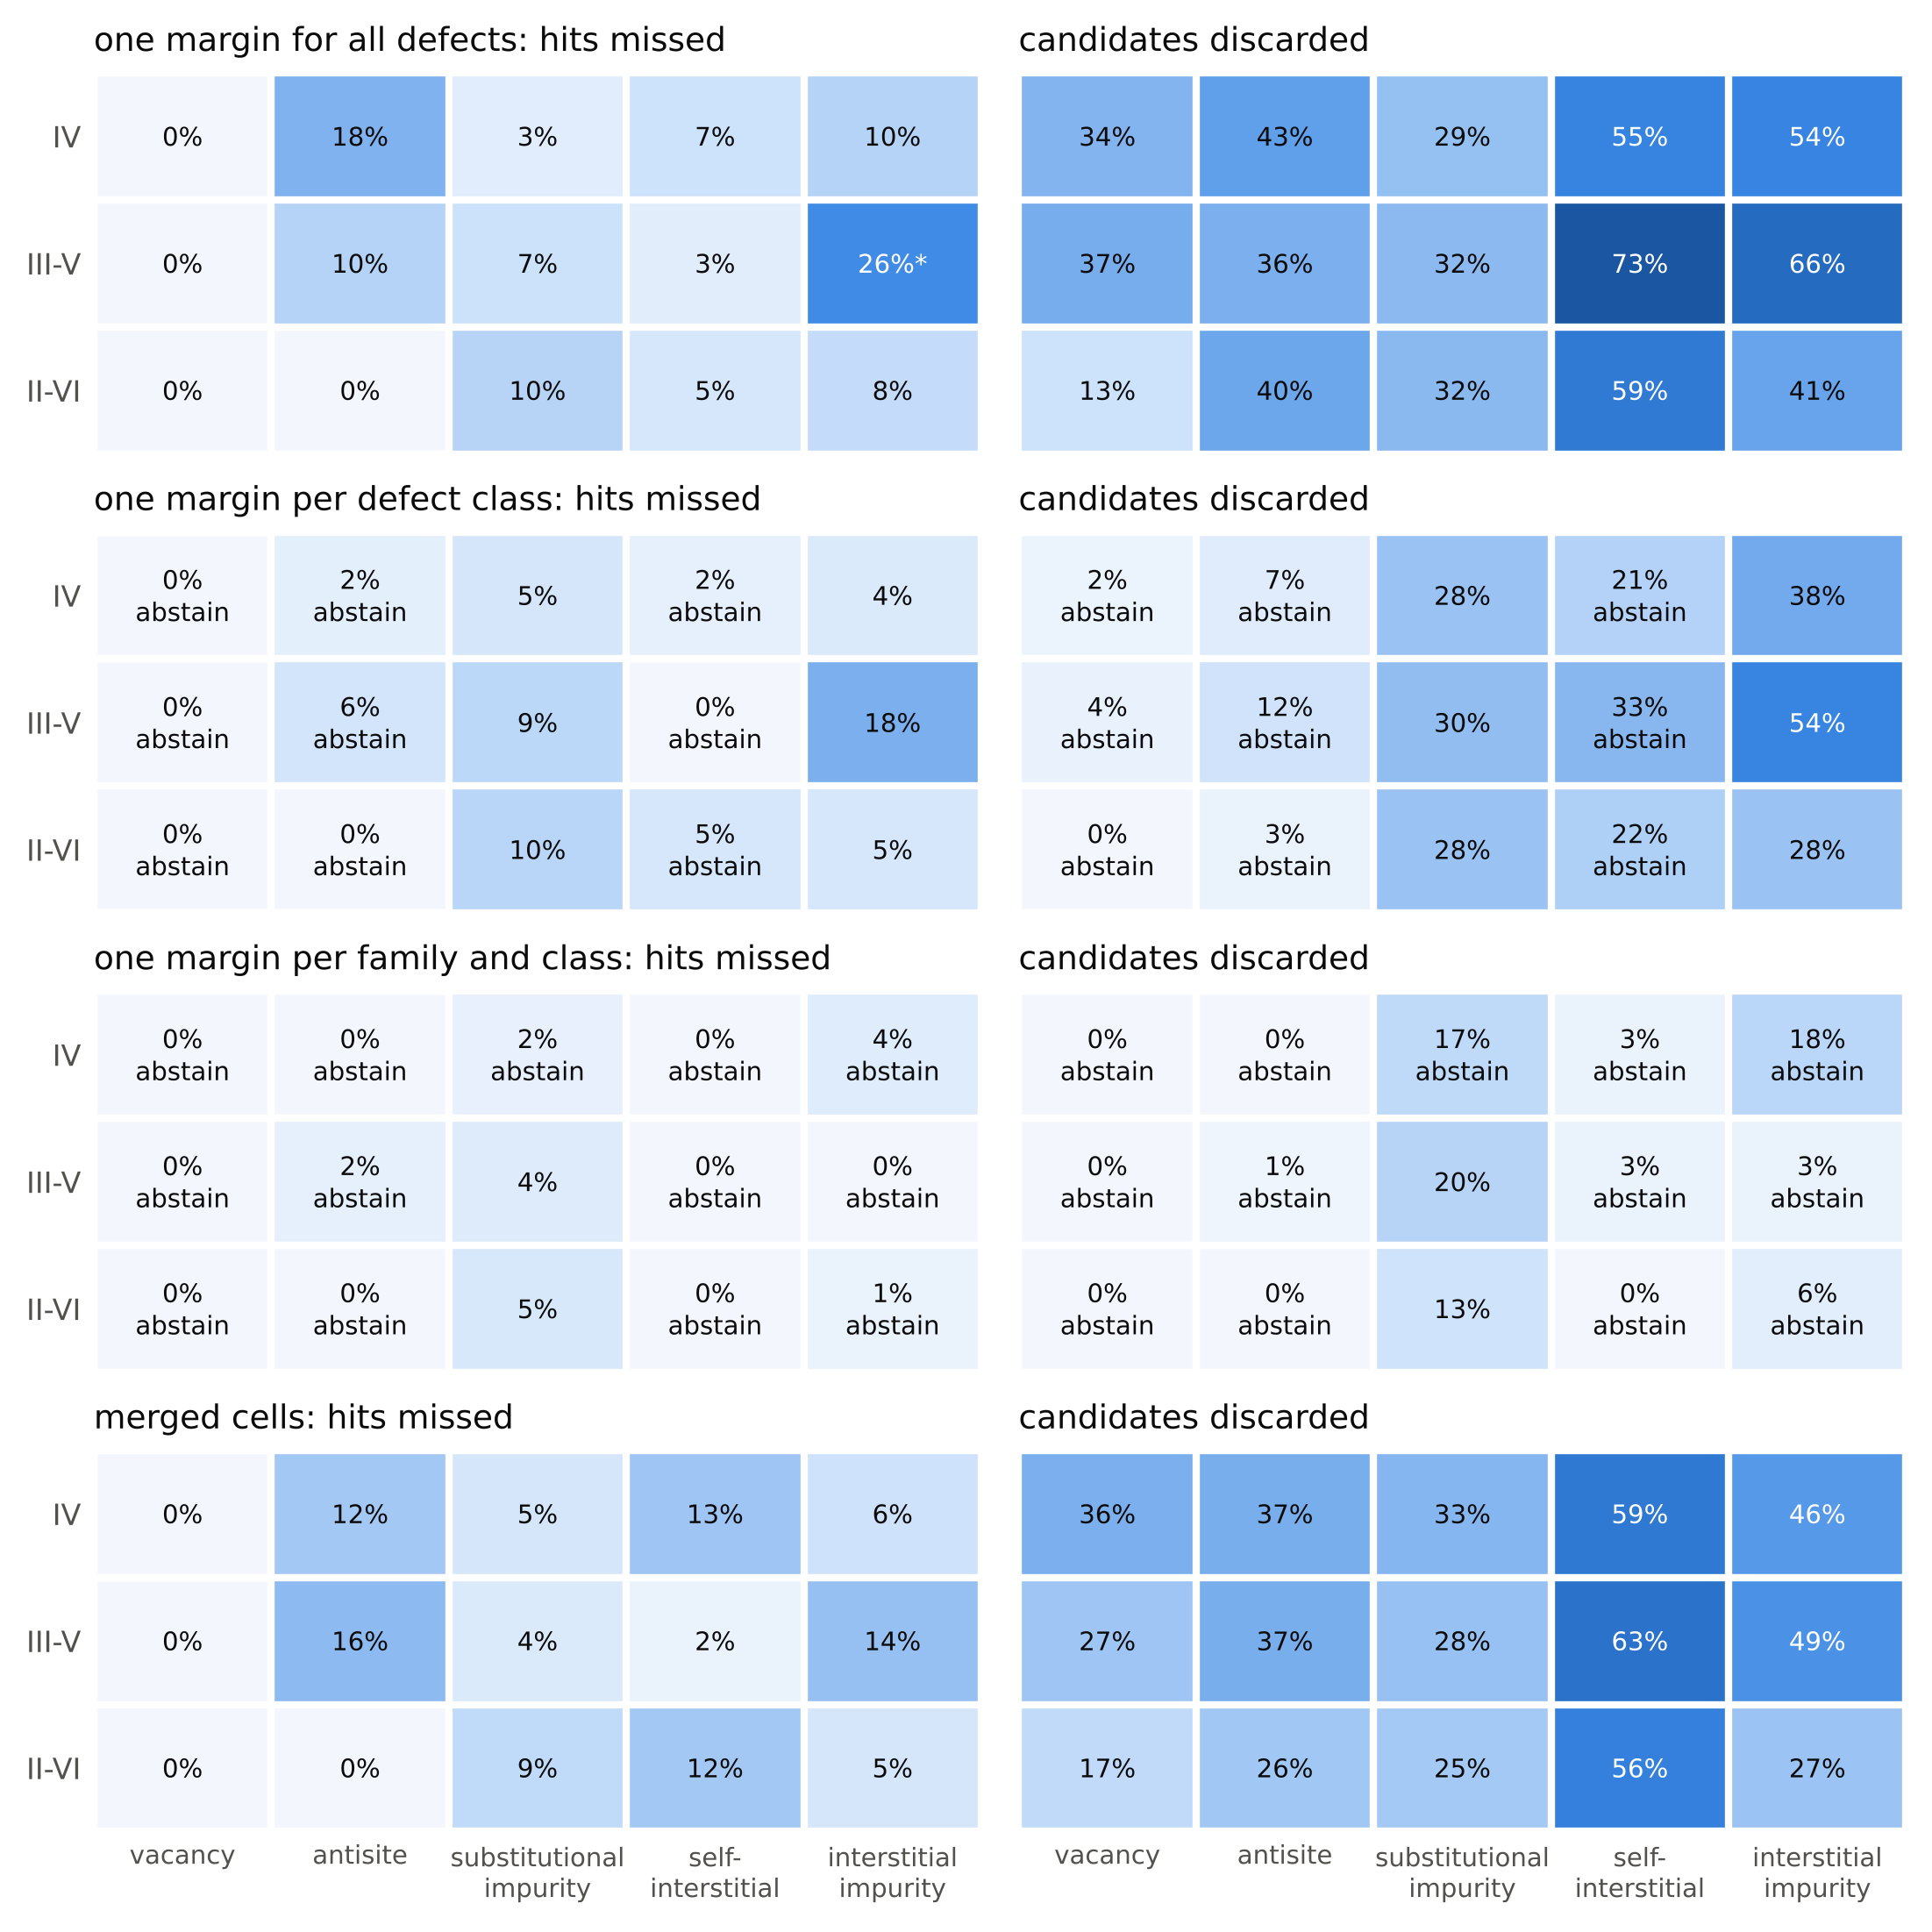 one margin for all defects: hits missed
candidates discarded
IV
0%
18%
3%
7%
10%
34%
43%
29%
55%
54%
III-V
0%
10%
7%
3%
26%*
37%
36%
32%
73%
66%
II-VI
0%
0%
10%
5%
8%
13%
40%
32%
59%
41%
one margin per defect class: hits missed
candidates discarded
IV
0%
abstain
2%
abstain
5%
2%
abstain
4%
2%
abstain
7%
abstain
28%
21%
abstain
38%
III-V
0%
abstain
6%
abstain
9%
0%
abstain
18%
4%
abstain
12%
abstain
30%
33%
abstain
54%
II-VI
0%
abstain
0%
abstain
10%
5%
abstain
5%
0%
abstain
3%
abstain
28%
22%
abstain
28%
one margin per family and class: hits missed
candidates discarded
IV
0%
abstain
0%
abstain
2%
abstain
0%
abstain
4%
abstain
0%
abstain
0%
abstain
17%
abstain
3%
abstain
18%
abstain
III-V
0%
abstain
2%
abstain
4%
0%
abstain
0%
abstain
0%
abstain
1%
abstain
20%
3%
abstain
3%
abstain
II-VI
0%
abstain
0%
abstain
5%
0%
abstain
1%
abstain
0%
abstain
0%
abstain
13%
0%
abstain
6%
abstain
merged cells: hits missed
candidates discarded
IV
0%
12%
5%
13%
6%
36%
37%
33%
59%
46%
III-V
0%
16%
4%
2%
14%
27%
37%
28%
63%
49%
II-VI
0%
0%
9%
12%
5%
17%
26%
25%
56%
27%
vacancy
antisite
substitutional
impurity
self-
interstitial
interstitial
impurity
vacancy
antisite
substitutional
impurity
self-
interstitial
interstitial
impurity